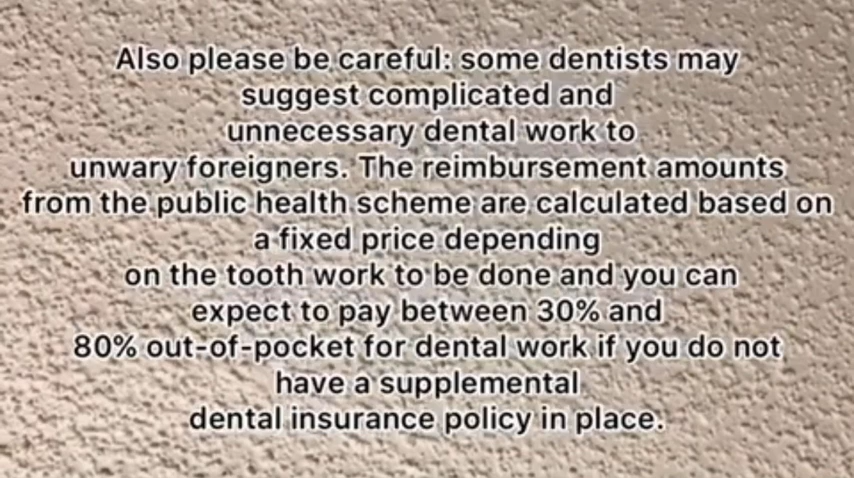 Also please be careful: some dentists may
suggest complicated and
unnecessary dental work to
unwary foreigners. The reimbursement amounts
from the public health scheme are calculated based on
a fixed price depending
on the tooth work to be done and you can
expect to pay between 30% and
80% out-of-pocket for dental work if you do not
have a supplemental
dental insurance policy in place.